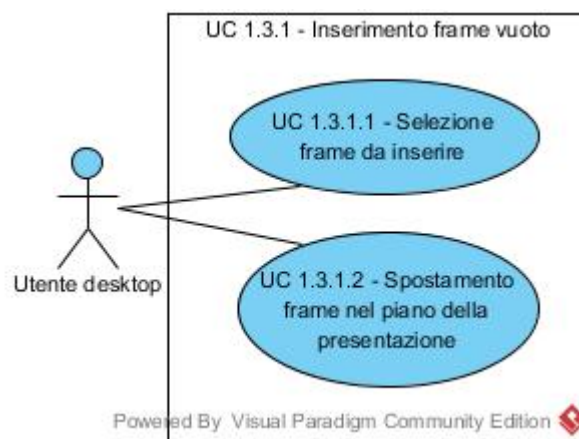 UC 1.3.1 - Inserimento frame vuoto
UC 1.3.1.1 - Selezione
frame da inserire
Utente desktop
UC 1.3.1.2 - Spostamento
frame nel piano della
presentazione
Powered By Visual Paradigm Community Edition